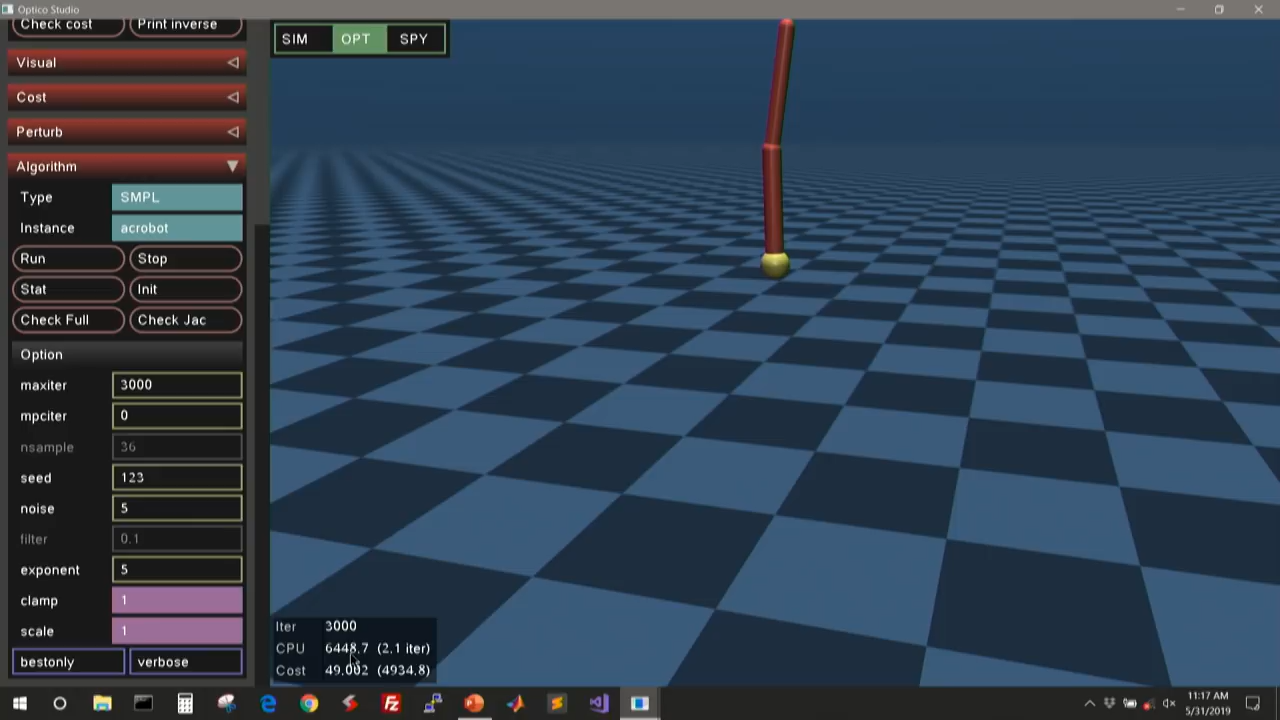 Optico Studio
Check cost Print inverse
Visual
Cost
Perturb
Algorithm
Type SMPL
Instance acrobot
Run Stop
Stat Init
Check Full Check Jac
Option
maxiter 3000
mpciter 0
nsample 36
seed 123
noise 5
filter 0.1
exponent 5
clamp 1
scale 1
bestonly verbose
SIM OPT SPY
Iter 3000
CPU 6448.7 (2.1 iter)
Cost 49.002 (4934.8)
11:17 AM
5/31/2019